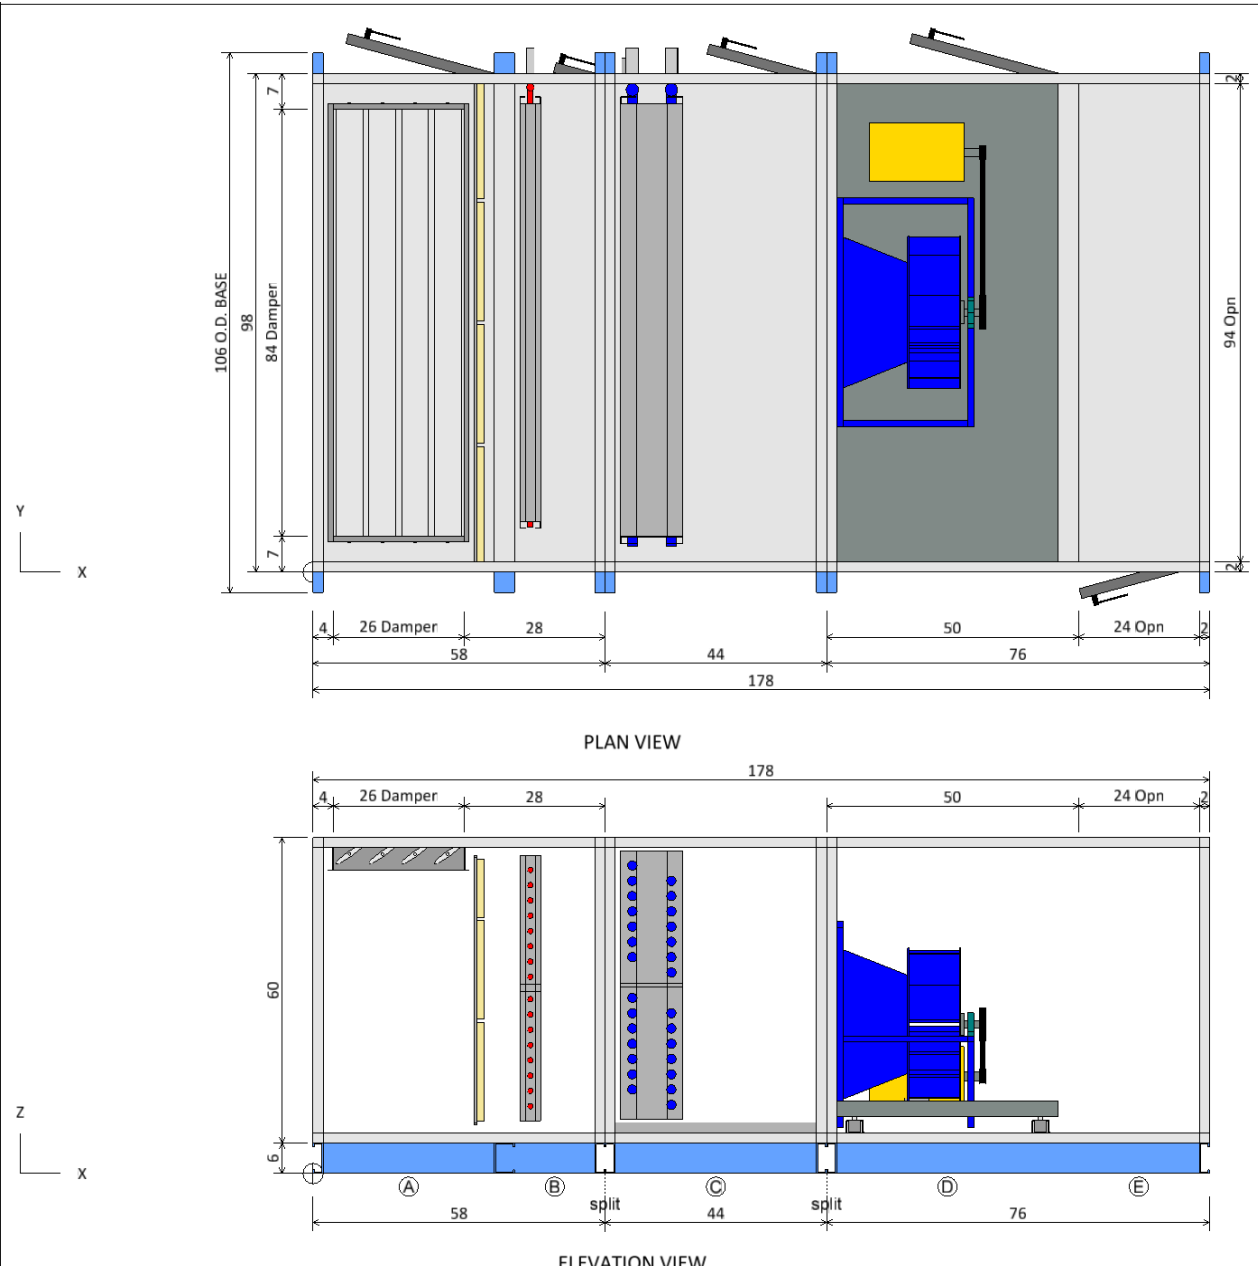 2
7
106 O.D. BASE
98
84 Damper
94 Opn
Y
X
7
2
4 26 Damper 28 50 24 Opn 2
58 44 76
178
PLAN VIEW
178
4 26 Damper 28 50 24 Opn 2
60
Z
X
6
A B C D E
split split
58 44 76
ELEVATION VIEW